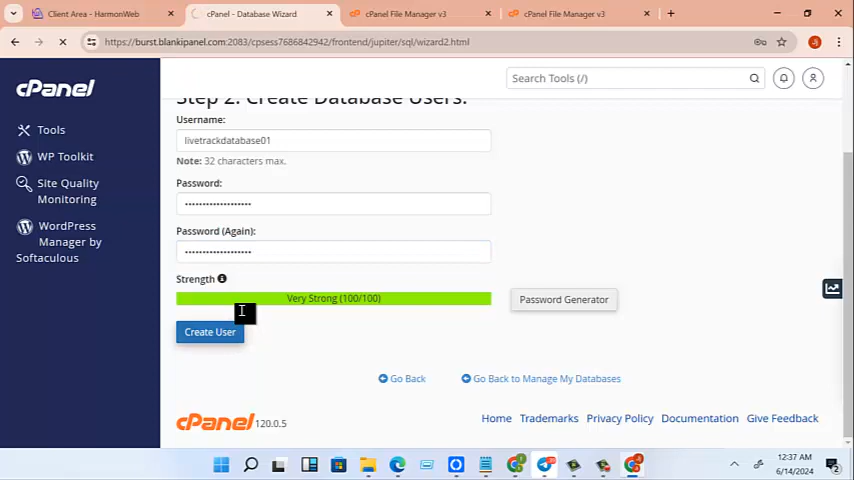 Client Area - HarmonWeb
cPanel - Database Wizard
cPanel File Manager v3
cPanel File Manager v3
https://burst.blankipanel.com:2083/cpsess7686842942/frontend/jupiter/sql/wizard2.html
cPanel
Search Tools (/)
Tools
WP Toolkit
Site Quality
Monitoring
WordPress
Manager by
Softaculous
Step 2: Create Database Users:
Username:
livetrackdatabase01
Note: 32 characters max.
Password:
Password (Again):
Strength
Very Strong (100/100)
Password Generator
Create User
Go Back
Go Back to Manage My Databases
cPanel 120.0.5
Home
Trademarks
Privacy Policy
Documentation
Give Feedback
12:37 AM
6/14/2024